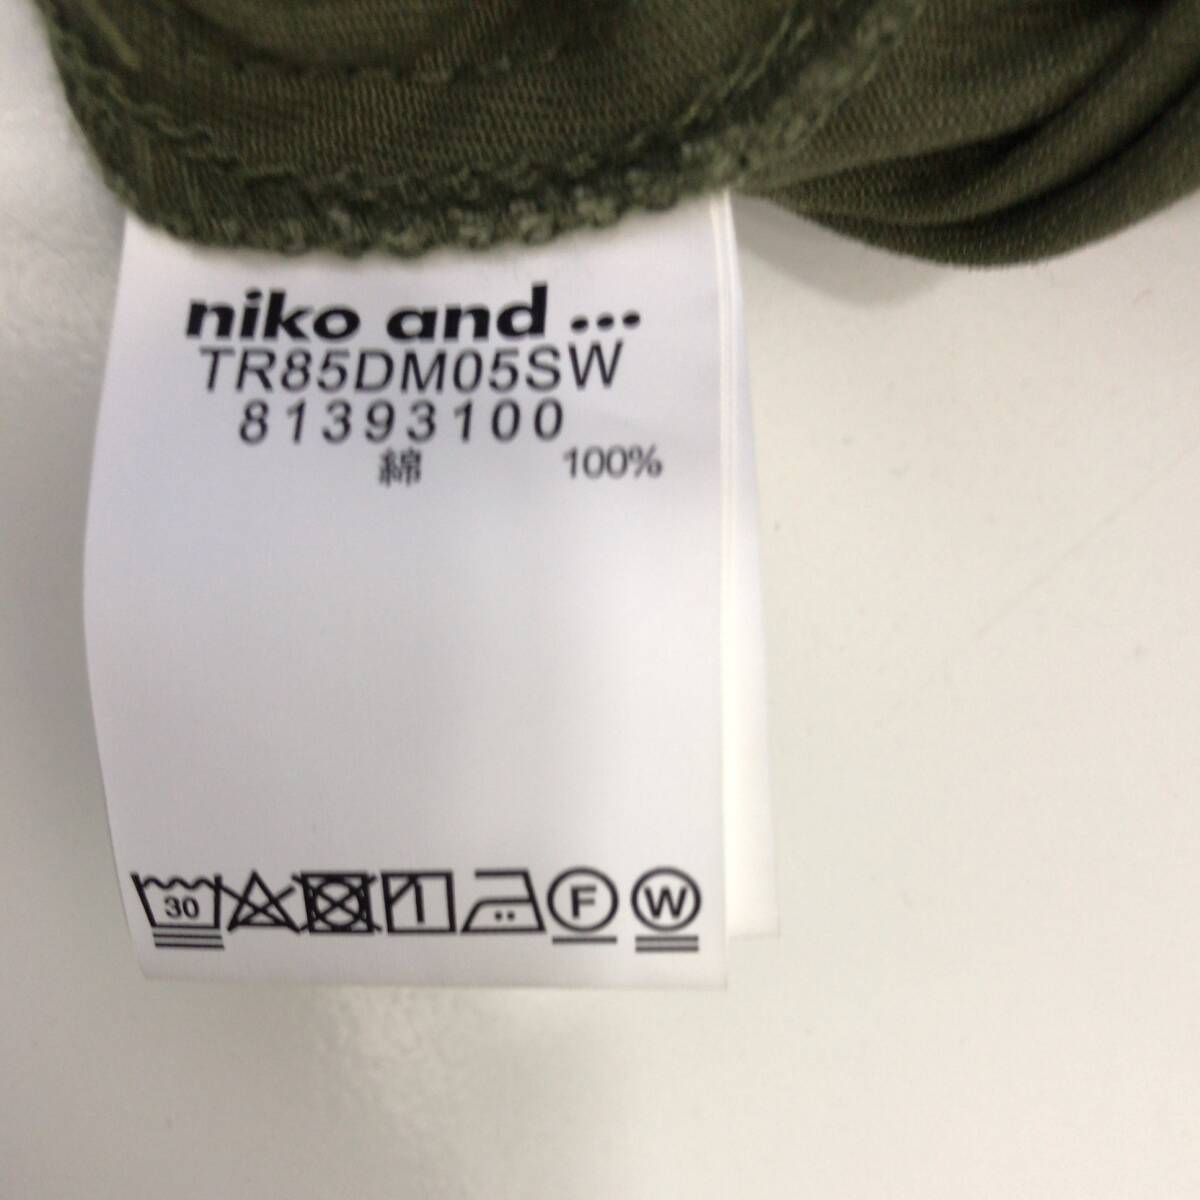 niko and ...
TR85DM05SW
81393100
綿 100%
30 F W